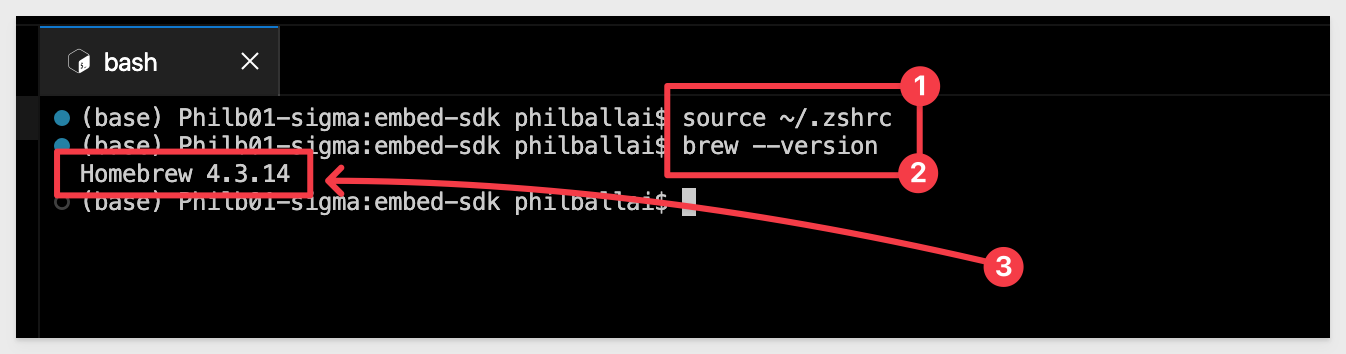 bash
(base) Philb01-sigma:embed-sdk philballai$ source ~/.zshrc
(base) Philb01-sigma:embed-sdk philballai$ brew --version
Homebrew 4.3.14
(base) Philb01-sigma:embed-sdk philballai$
1
2
3